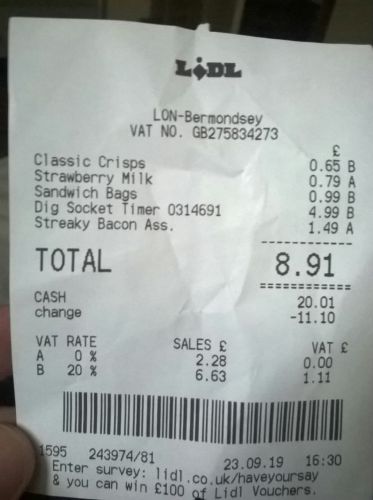 LiDL
LON-Bermondsey
VAT NO. GB275834273
£
Classic Crisps 0.65 B
Strawberry Milk 0.79 A
Sandwich Bags 0.99 B
Dig Socket Timer 0314691 4.99 B
Streaky Bacon Ass. 1.49 A
TOTAL 8.91
CASH 20.01
change -11.10
VAT RATE SALES £ VAT £
A 0 % 2.28 0.00
B 20 % 6.63 1.11
1595 243974/81 23.09.19 16:30
Enter survey: lidl.co.uk/haveyoursay
& you can win £100 of Lidl Vouchers.